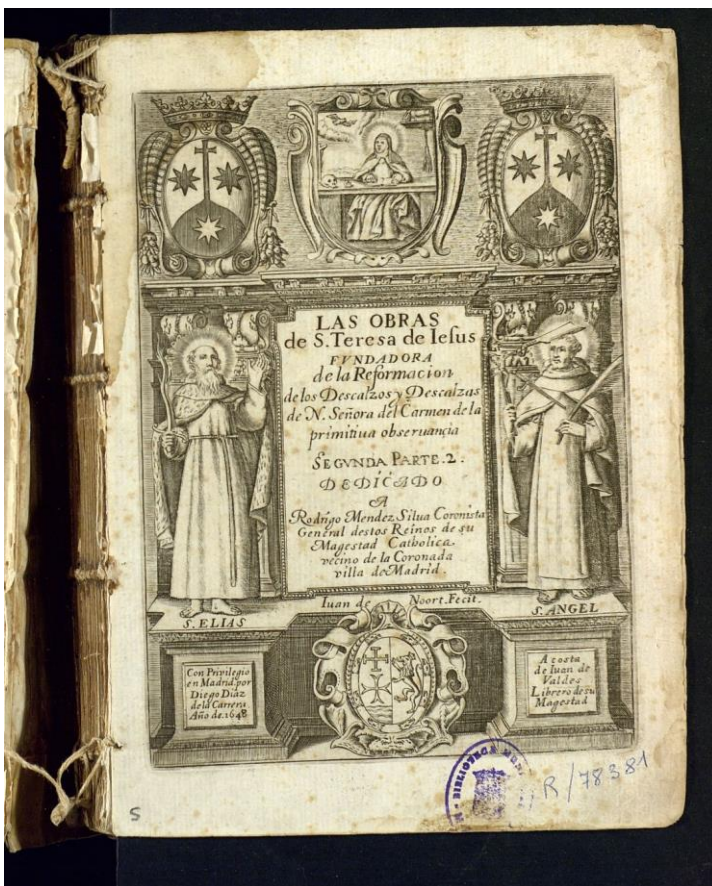 LAS OBRAS
de S. Teresa de Iesus
FVNDADORA
de la Reformacion
de los Descalzos y Descalzas
de N. Señora del Carmen de la
primitiua obseruancia
SEGVNDA PARTE. 2.
DEDICADO
A
Rodrigo Mendez Silua Coronista
General destos Reinos de su
Magestad Catholica.
vecino de la Coronada
villa de Madrid.
Iuan de Noort. Fecit.
S. ELIAS
S. ANGEL
Con Privilegio
en Madrid, por
Diego Diaz
de la Carrera
Año de 1648
A costa
de Iuan de
Valdes
Librero de su
Magestad
BIBLIOTECA
R/78381
S